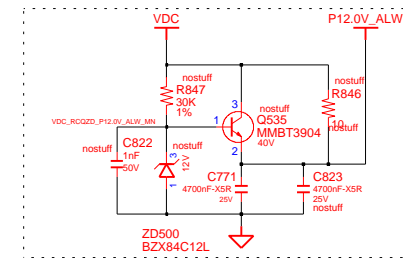 VDC
P12.0V_ALW
nostuff
R847
30K
1%
nostuff
nostuff
R846
10
nostuff
3
1
2
Q535
MMBT3904
40V
VDC_RCQZD_P12.0V_ALW_MN
nostuff
C822
1nF
50V
nostuff
3
1
12V
nostuff
C771
4700nF-X5R
25V
C823
4700nF-X5R
25V
nostuff
ZD500
BZX84C12L